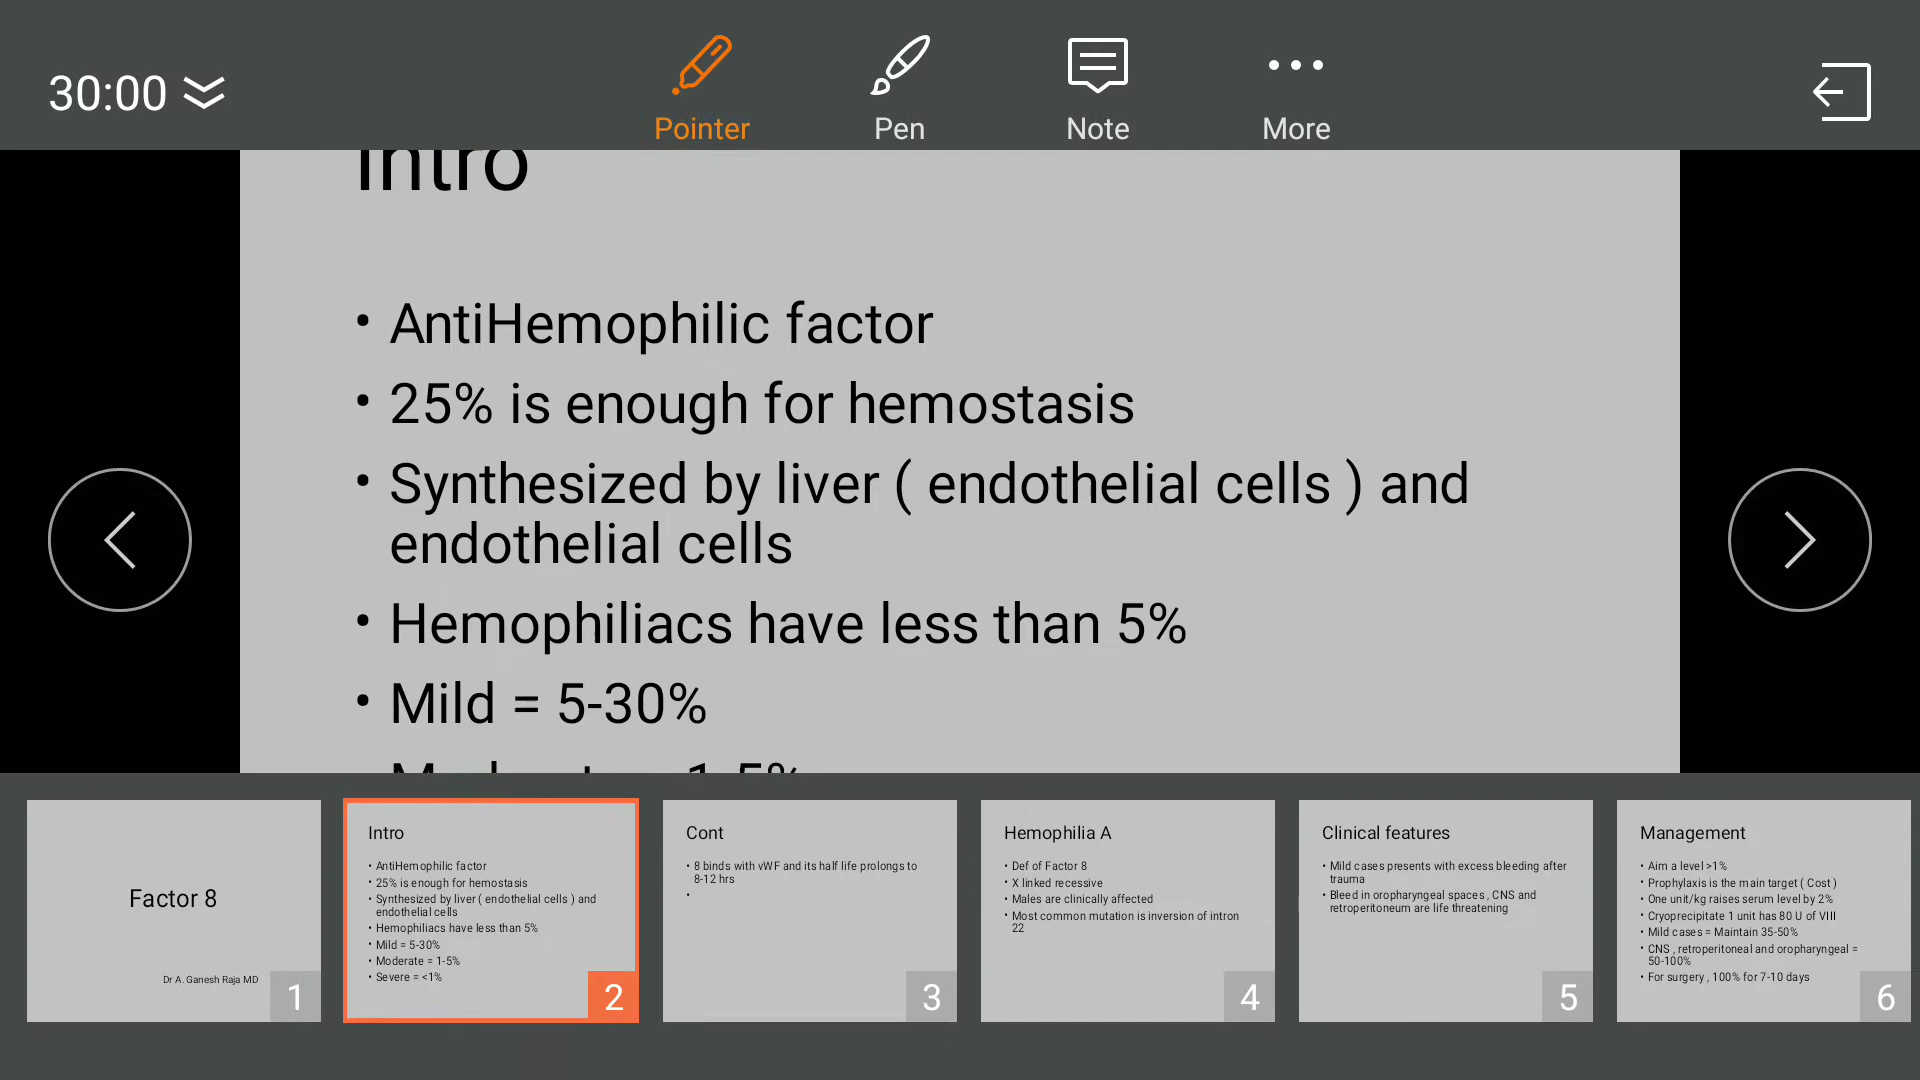 30:00
Pointer
Pen
Note
More
Intro
• AntiHemophilic factor
• 25% is enough for hemostasis
• Synthesized by liver ( endothelial cells ) and
endothelial cells
• Hemophiliacs have less than 5%
• Mild = 5-30%
Moderate = 1-5%
Factor 8
Dr A. Ganesh Raja MD
1
Intro
• AntiHemophilic factor
• 25% is enough for hemostasis
• Synthesized by liver ( endothelial cells ) and
endothelial cells
• Hemophiliacs have less than 5%
• Mild = 5-30%
• Moderate = 1-5%
• Severe = <1%
2
Cont
• 8 binds with vWF and its half life prolongs to
8-12 hrs
•
3
Hemophilia A
• Def of Factor 8
• X linked recessive
• Males are clinically affected
• Most common mutation is inversion of intron
22
4
Clinical features
• Mild cases presents with excess bleeding after
trauma
• Bleed in oropharyngeal spaces , CNS and
retroperitoneum are life threatening
5
Management
• Aim a level >1%
• Prophylaxis is the main target ( Cost )
• One unit/kg raises serum level by 2%
• Cryoprecipitate 1 unit has 80 U of VIII
• Mild cases = Maintain 35-50%
• CNS , retroperitoneal and oropharyngeal =
50-100%
• For surgery , 100% for 7-10 days
6